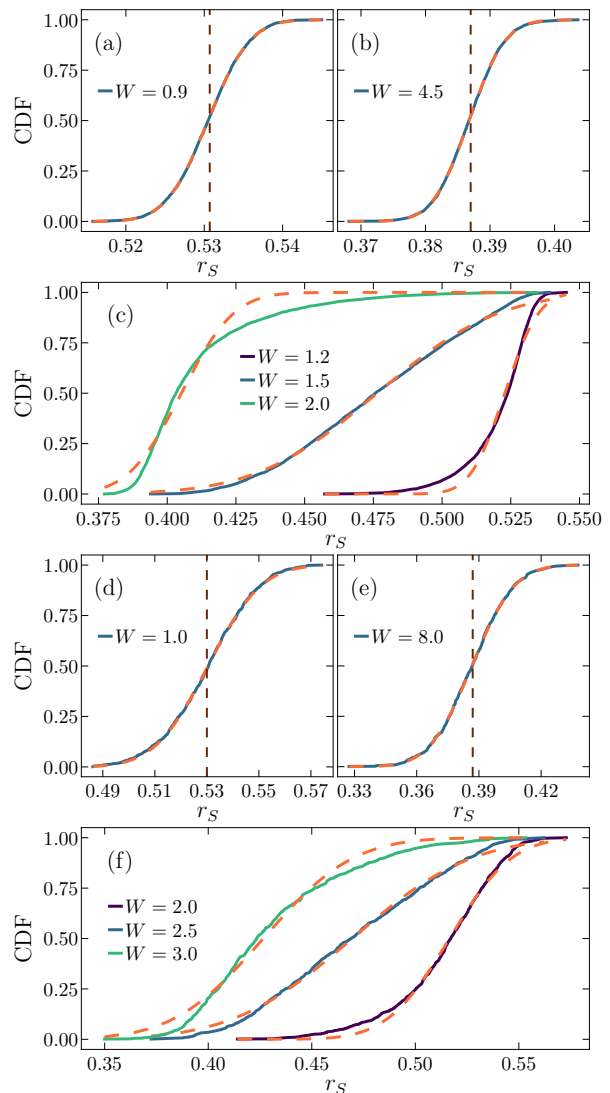 (a)
W = 0.9
CDF
1.00
0.75
0.50
0.25
0.00
0.52 0.53 0.54
r_S
(b)
W = 4.5
0.37 0.38 0.39 0.40
r_S
(c)
W = 1.2
W = 1.5
W = 2.0
CDF
1.00
0.75
0.50
0.25
0.00
0.375 0.400 0.425 0.450 0.475 0.500 0.525 0.550
r_S
(d)
W = 1.0
CDF
1.00
0.75
0.50
0.25
0.00
0.49 0.51 0.53 0.55 0.57
r_S
(e)
W = 8.0
0.33 0.36 0.39 0.42
r_S
(f)
W = 2.0
W = 2.5
W = 3.0
CDF
1.00
0.75
0.50
0.25
0.00
0.35 0.40 0.45 0.50 0.55
r_S